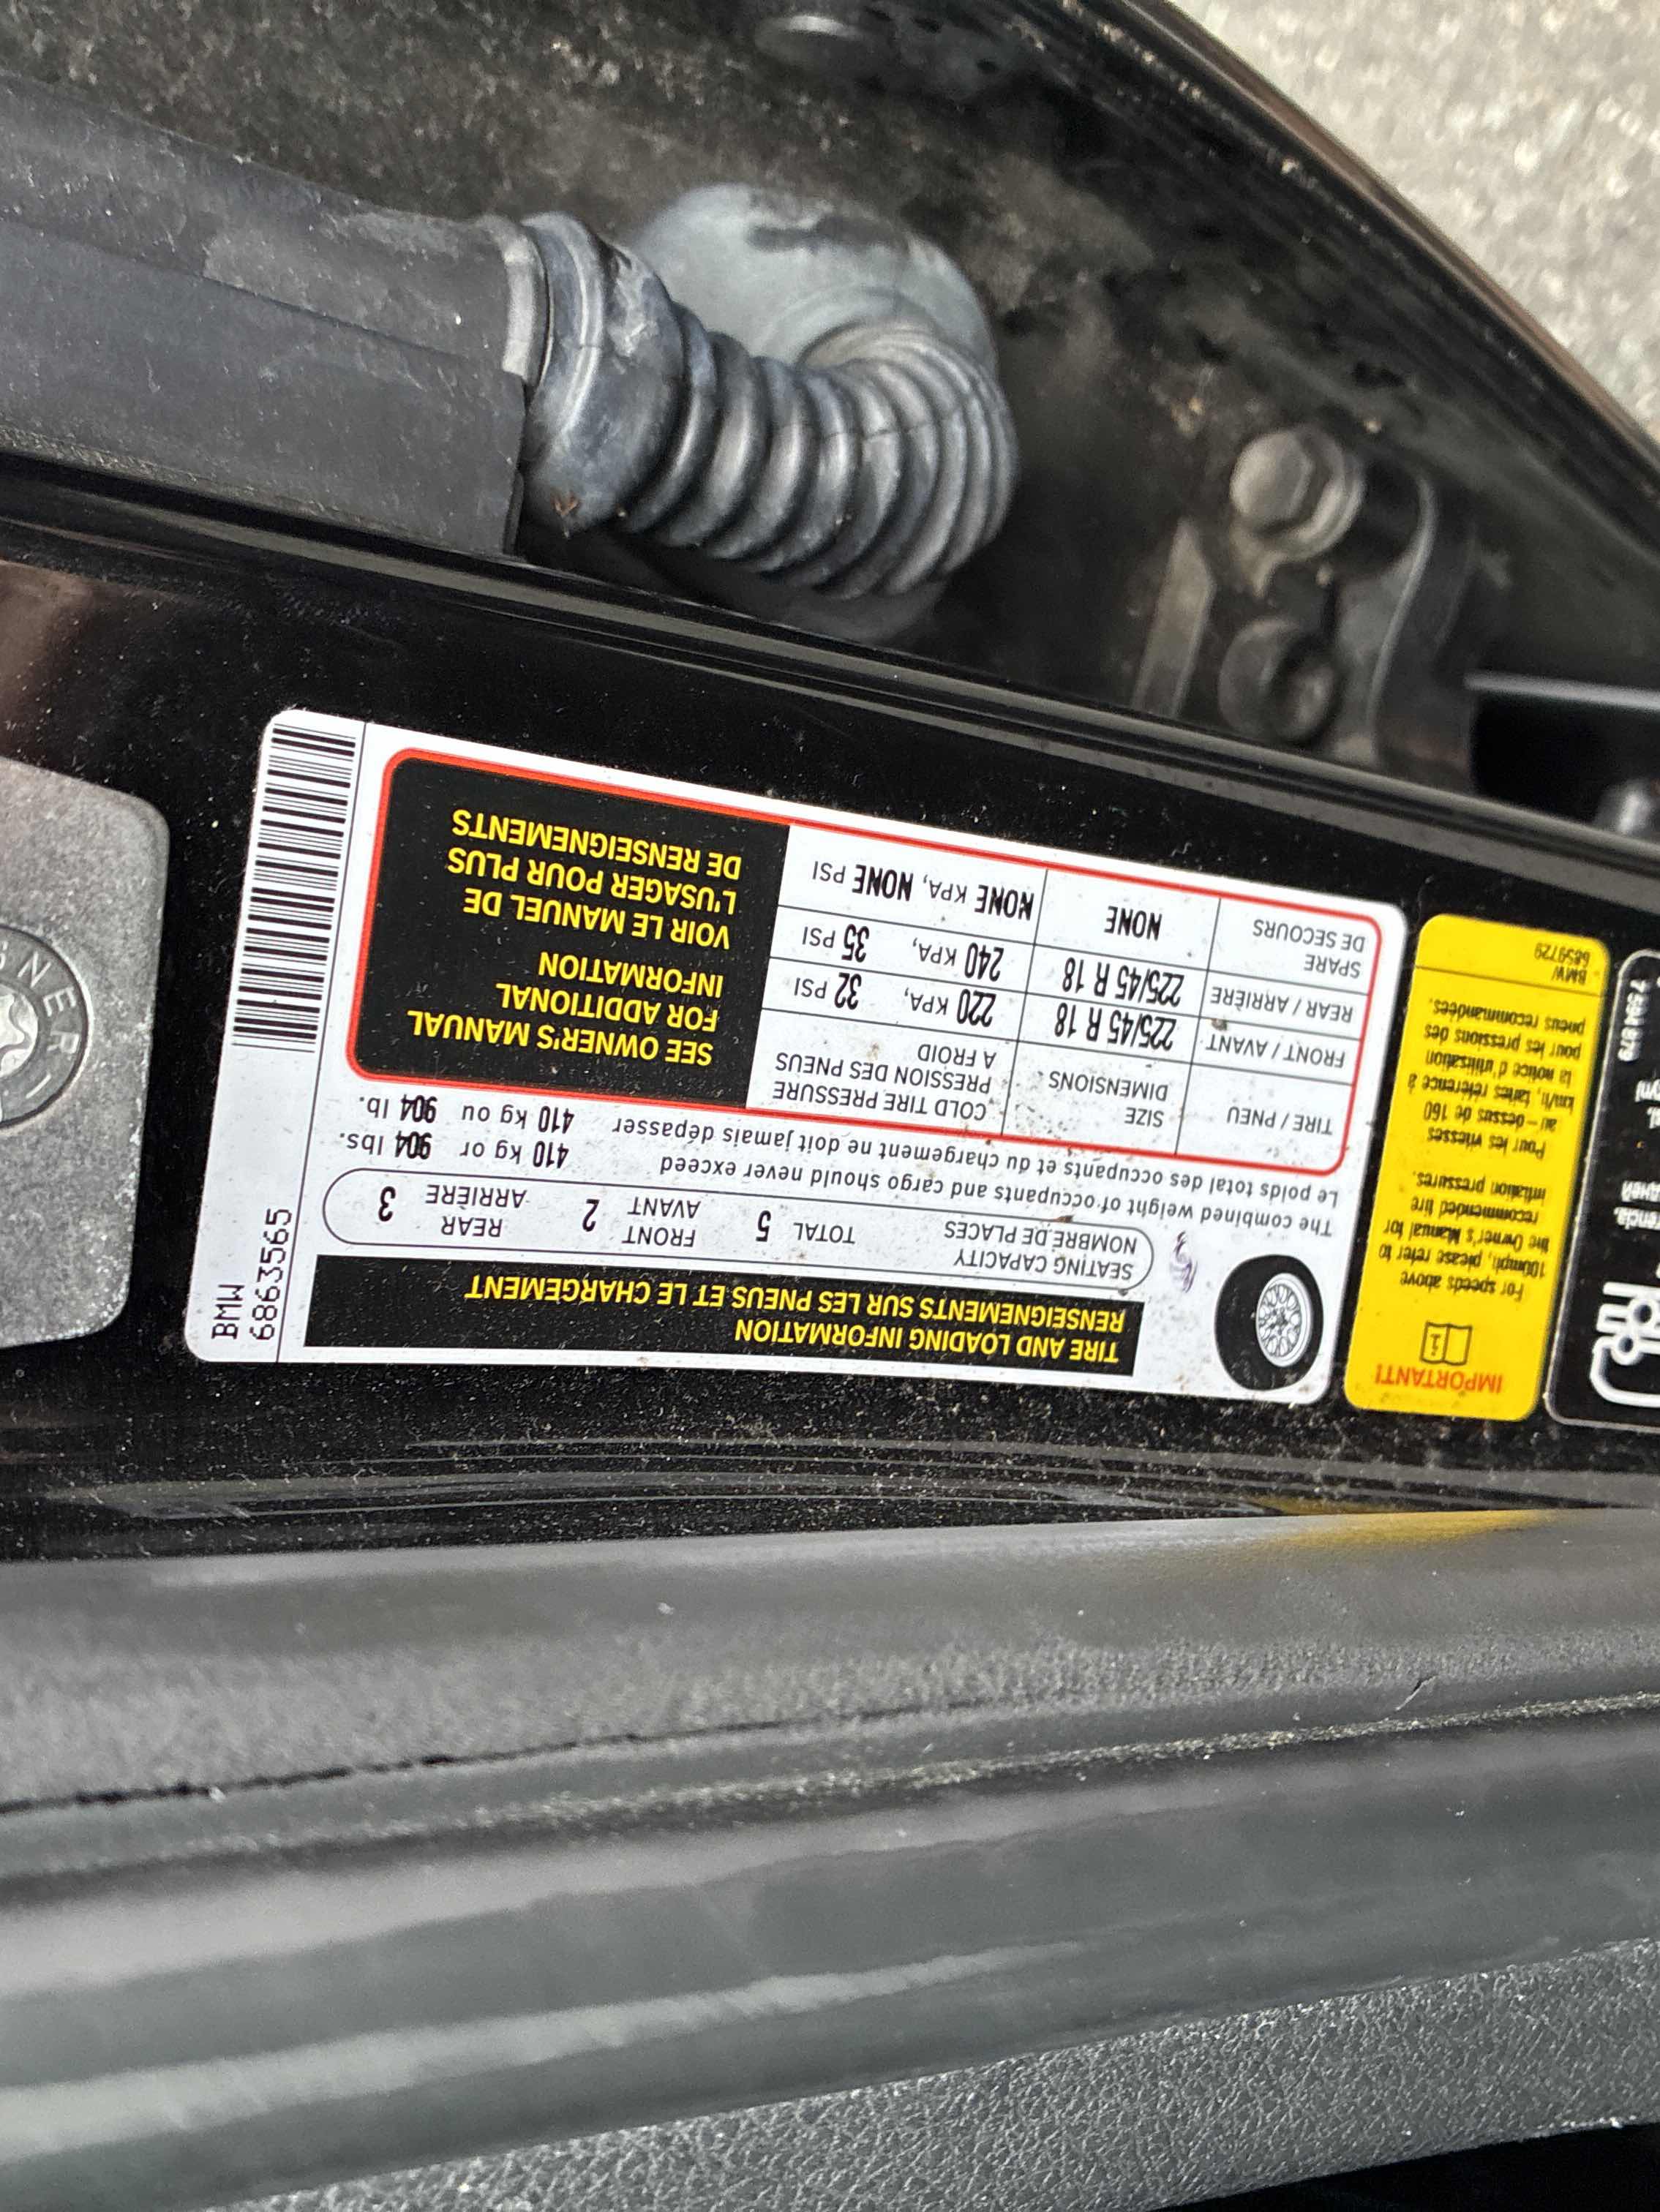 TIRE AND LOADING INFORMATION
RENSEIGNEMENTS SUR LES PNEUS ET LE CHARGEMENT
SEATING CAPACITY
NOMBRE DE PLACES
TOTAL 5
FRONT
AVANT 2
REAR
ARRIÈRE 3
The combined weight of occupants and cargo should never exceed 410 kg or 904 lbs.
Le poids total des occupants et du chargement ne doit jamais dépasser 410 kg ou 904 lb.
TIRE / PNEU
SIZE
DIMENSIONS
COLD TIRE PRESSURE
PRESSION DES PNEUS
A FROID
FRONT / AVANT 225/45 R 18 220 KPA, 32 PSI
REAR / ARRIÈRE 225/45 R 18 240 KPA, 35 PSI
SPARE
DE SECOURS
NONE NONE KPA, NONE PSI
SEE OWNER'S MANUAL
FOR ADDITIONAL
INFORMATION
VOIR LE MANUEL DE
L'USAGER POUR PLUS
DE RENSEIGNEMENTS
BMW
6863565
IMPORTANT!
For speeds above
100mph, please refer to
the Owner's Manual for
recommended tire
inflation pressures.
Pour les vitesses
au-dessus de 160
km/h, faites référence à
la notice d'utilisation
pour les pressions des
pneus recommandées.
BMW
6859729